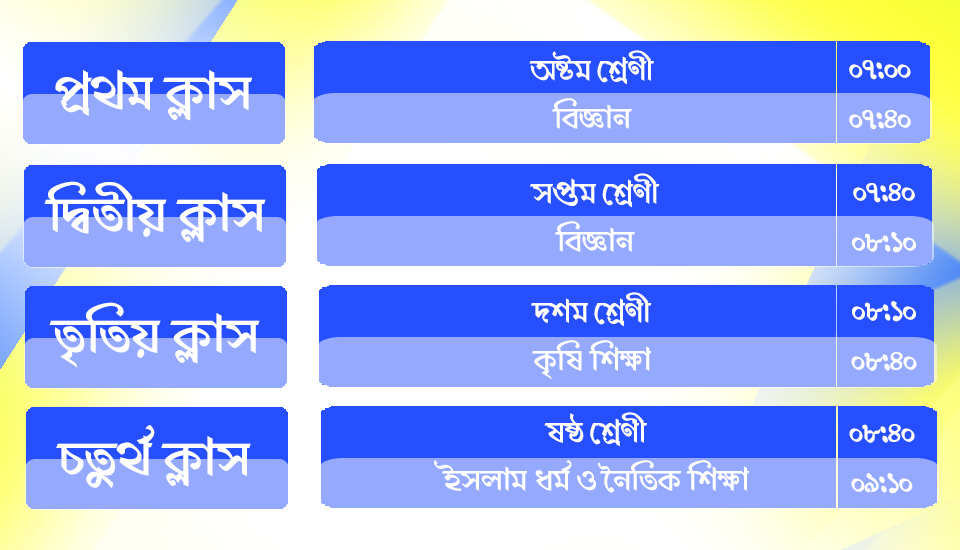 প্রথম ক্লাস
অষ্টম শ্রেণী ০৭:০০
বিজ্ঞান ০৭:৪০
দ্বিতীয় ক্লাস
সপ্তম শ্রেণী ০৭:৪০
বিজ্ঞান ০৮:১০
তৃতিয় ক্লাস
দশম শ্রেণী ০৮:১০
কৃষি শিক্ষা ০৮:৪০
চতুর্থ ক্লাস
ষষ্ঠ শ্রেণী ০৮:৪০
ইসলাম ধর্ম ও নৈতিক শিক্ষা ০৯:১০